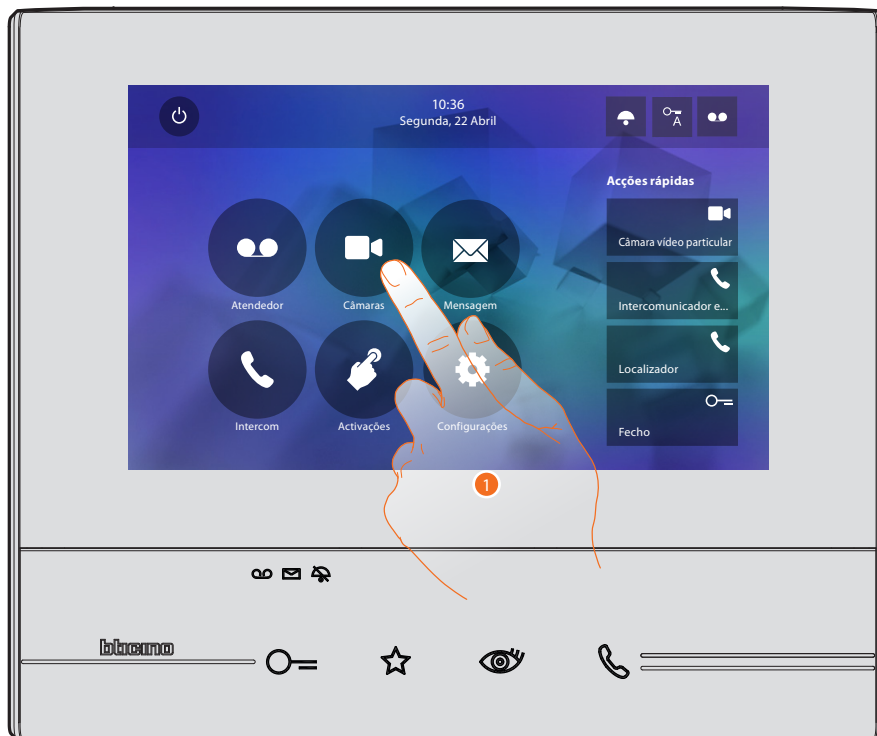 10:36
Segunda, 22 Abril
A
Acções rápidas
Câmara vídeo particular
Intercomunicador e...
Localizador
Fecho
Atendedor
Câmaras
Mensagem
Intercom
Activações
Configurações
1
bticino